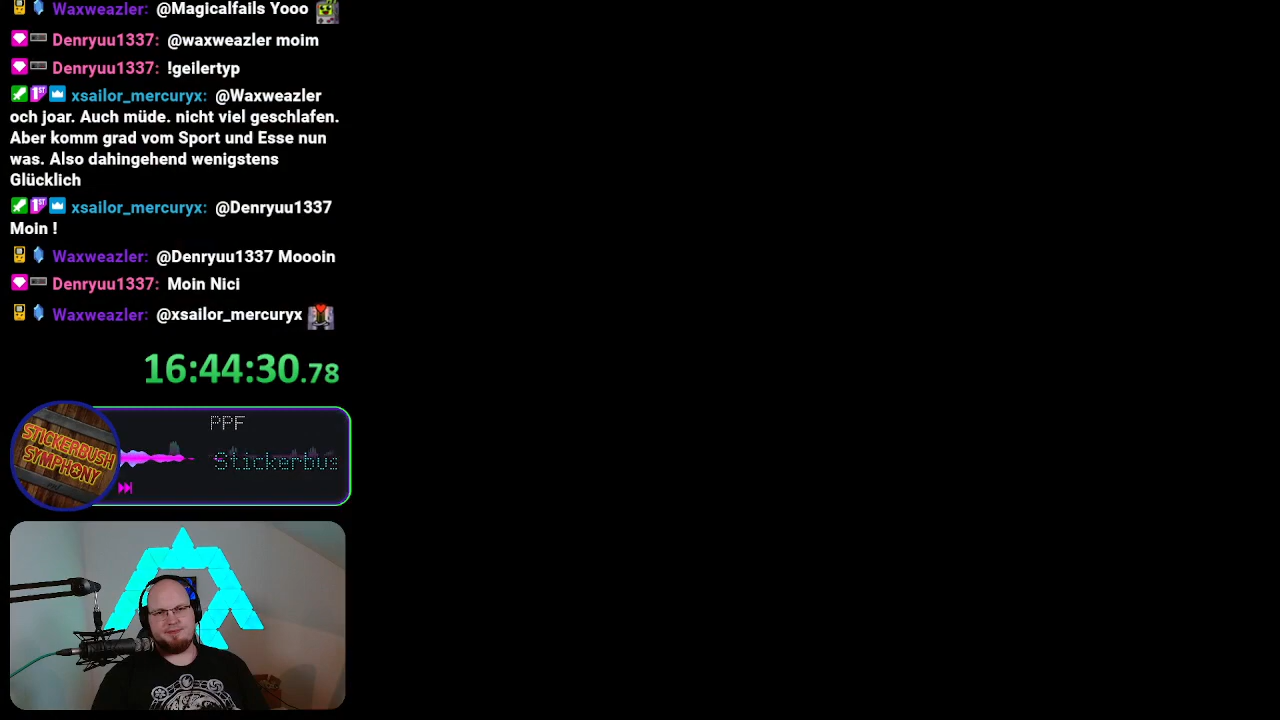 Waxweazler: @Magicalfails Yooo
Denryuu1337: @waxweazler moim
Denryuu1337: !geilertyp
xsailor_mercuryx: @Waxweazler
och joar. Auch müde. nicht viel geschlafen.
Aber komm grad vom Sport und Esse nun
was. Also dahingehend wenigstens
Glücklich
xsailor_mercuryx: @Denryuu1337
Moin !
Waxweazler: @Denryuu1337 Moooin
Denryuu1337: Moin Nici
Waxweazler: @xsailor_mercuryx
16:44:30.78
PPF
STICKERBUSH
SYMPHONY
Stickerbus